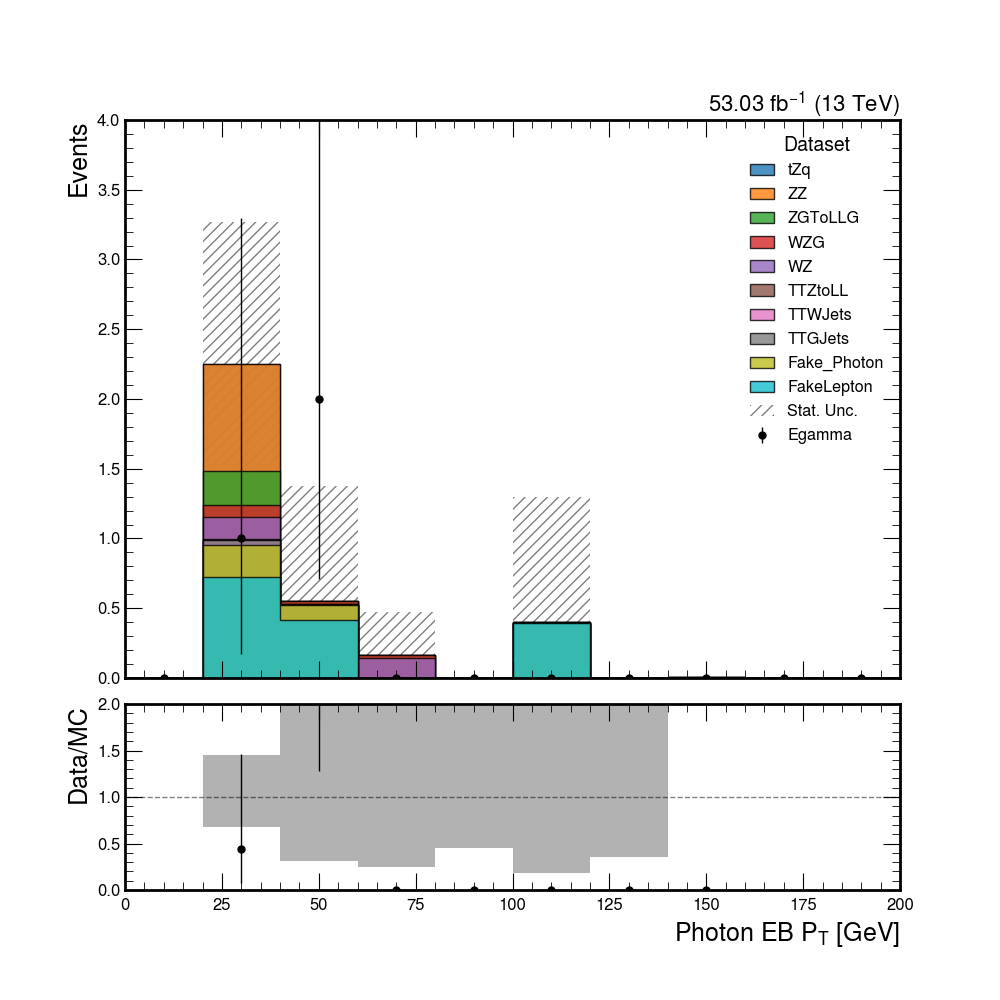 53.03 fb⁻¹ (13 TeV)
Events
4.0
3.5
3.0
2.5
2.0
1.5
1.0
0.5
0.0
Dataset
tZq
ZZ
ZGToLLG
WZG
WZ
TTZtoLL
TTWJets
TTGJets
Fake_Photon
FakeLepton
Stat. Unc.
Egamma
Data/MC
2.0
1.5
1.0
0.5
0.0
0 25 50 75 100 125 150 175 200
Photon EB P_T [GeV]